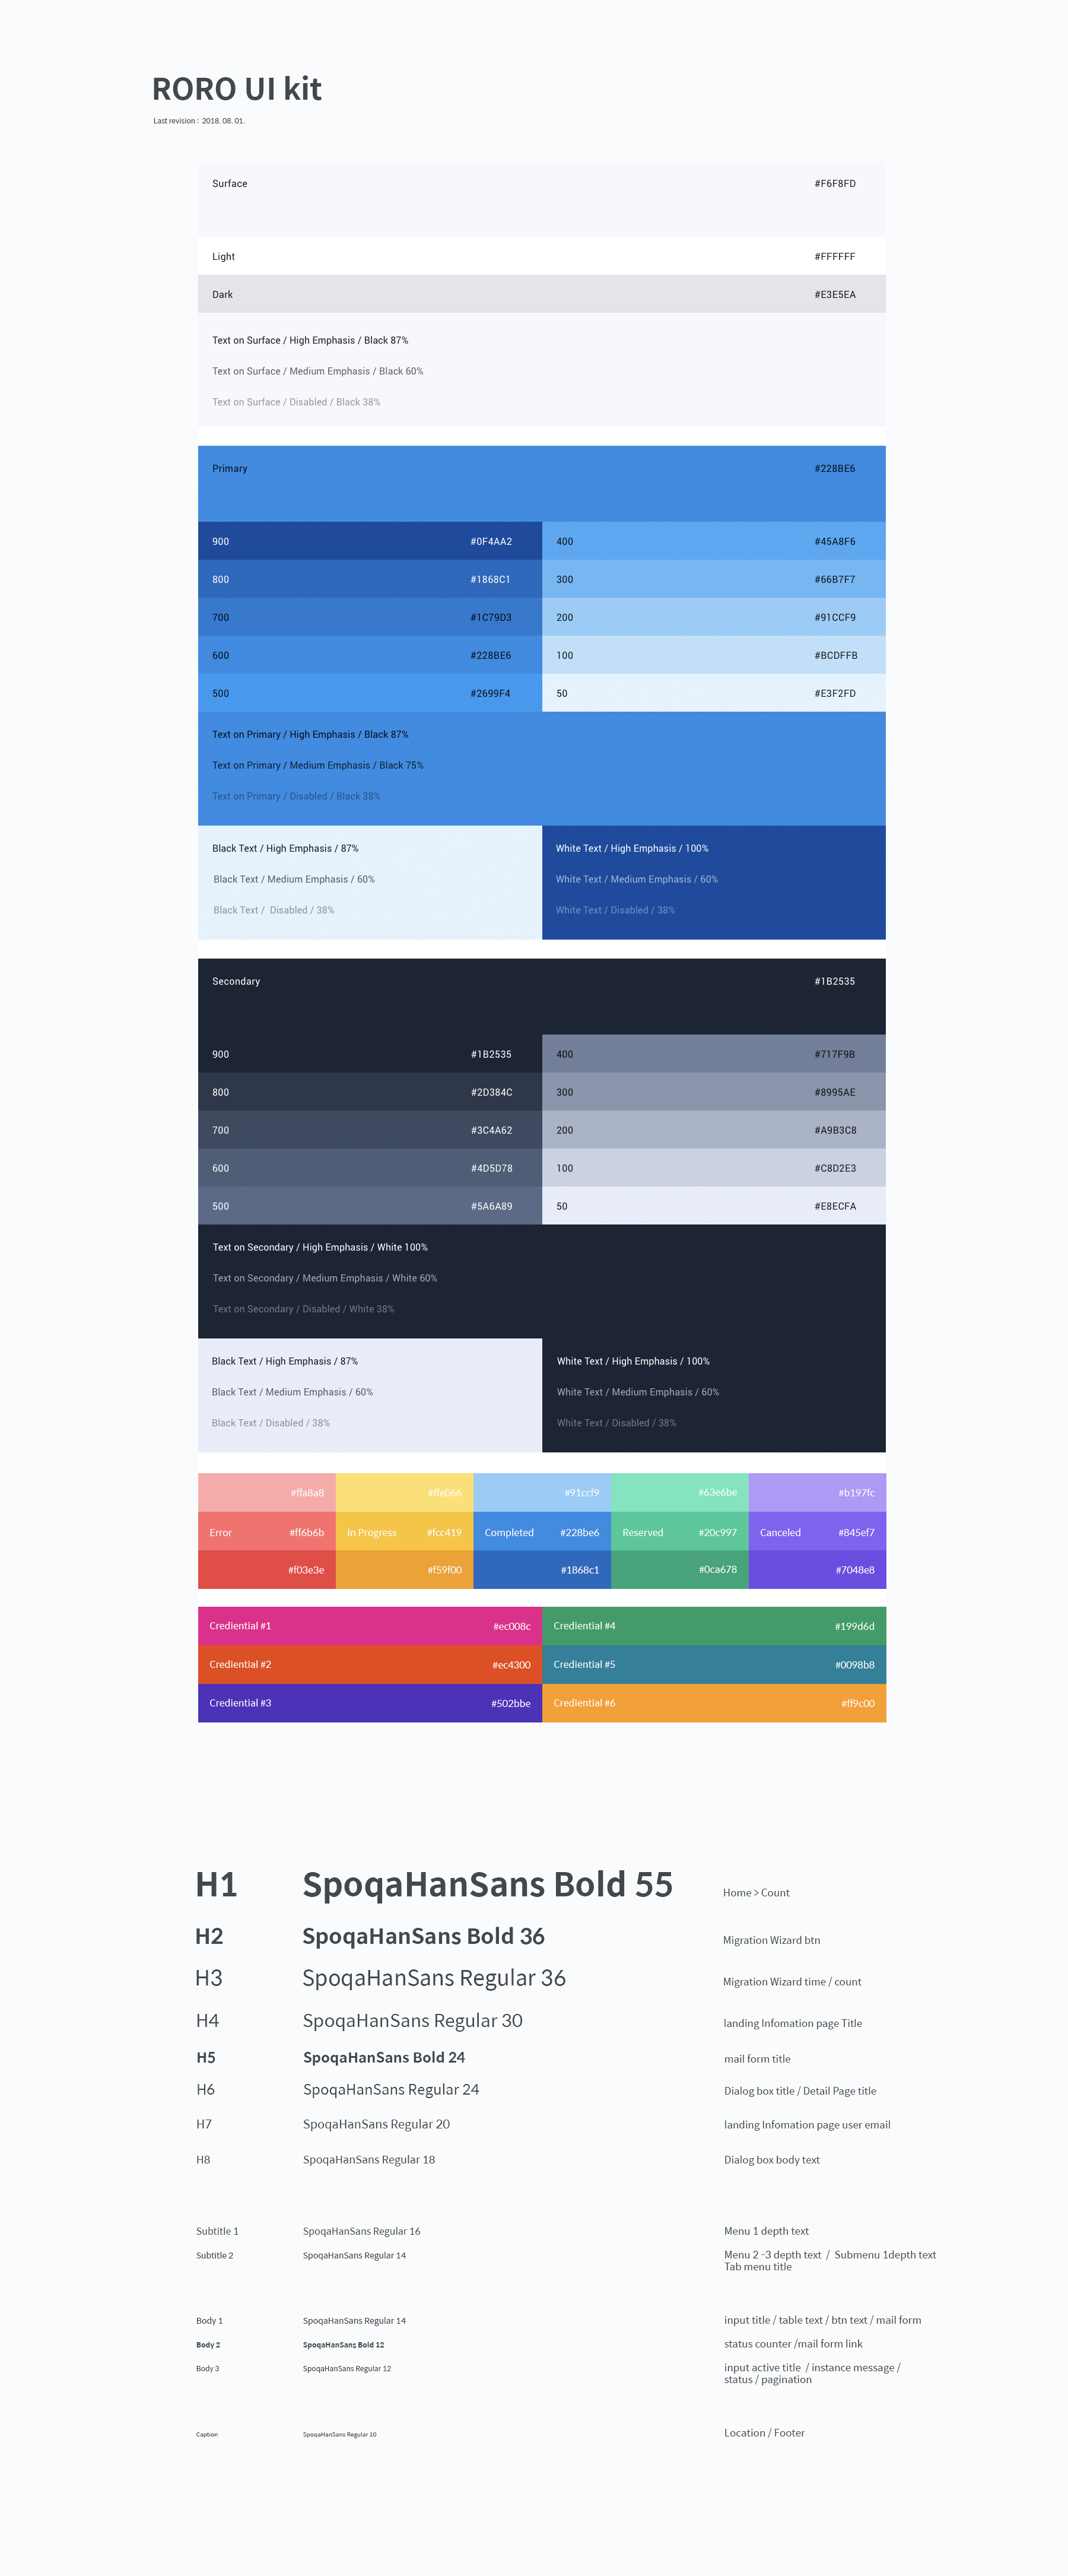 RORO UI kit
Last revision : 2018. 08. 01.
Surface #F6F8FD
Light #FFFFFF
Dark #E3E5EA
Text on Surface / High Emphasis / Black 87%
Text on Surface / Medium Emphasis / Black 60%
Text on Surface / Disabled / Black 38%
Primary #228BE6
900 #0F4AA2 400 #45A8F6
800 #1868C1 300 #66B7F7
700 #1C79D3 200 #91CCF9
600 #228BE6 100 #BCDFFB
500 #2699F4 50 #E3F2FD
Text on Primary / High Emphasis / Black 87%
Text on Primary / Medium Emphasis / Black 75%
Text on Primary / Disabled / Black 38%
Black Text / High Emphasis / 87% White Text / High Emphasis / 100%
Black Text / Medium Emphasis / 60% White Text / Medium Emphasis / 60%
Black Text / Disabled / 38% White Text / Disabled / 38%
Secondary #1B2535
900 #1B2535 400 #717F9B
800 #2D384C 300 #8995AE
700 #3C4A62 200 #A9B3C8
600 #4D5D78 100 #C8D2E3
500 #5A6A89 50 #E8ECFA
Text on Secondary / High Emphasis / White 100%
Text on Secondary / Medium Emphasis / White 60%
Text on Secondary / Disabled / White 38%
Black Text / High Emphasis / 87% White Text / High Emphasis / 100%
Black Text / Medium Emphasis / 60% White Text / Medium Emphasis / 60%
Black Text / Disabled / 38% White Text / Disabled / 38%
#ffa8a8 #ffe066 #91ccf9 #63e6be #b197fc
Error #ff6b6b In Progress #fcc419 Completed #228be6 Reserved #20c997 Canceled #845ef7
#f03e3e #f59f00 #1868c1 #0ca678 #7048e8
Crediential #1 #ec008c Crediential #4 #199d6d
Crediential #2 #ec4300 Crediential #5 #0098b8
Crediential #3 #502bbe Crediential #6 #ff9c00
H1 SpoqaHanSans Bold 55 Home > Count
H2 SpoqaHanSans Bold 36 Migration Wizard btn
H3 SpoqaHanSans Regular 36 Migration Wizard time / count
H4 SpoqaHanSans Regular 30 landing Infomation page Title
H5 SpoqaHanSans Bold 24 mail form title
H6 SpoqaHanSans Regular 24 Dialog box title / Detail Page title
H7 SpoqaHanSans Regular 20 landing Infomation page user email
H8 SpoqaHanSans Regular 18 Dialog box body text
Subtitle 1 SpoqaHanSans Regular 16 Menu 1 depth text
Subtitle 2 SpoqaHanSans Regular 14 Menu 2 -3 depth text / Submenu 1depth text
Tab menu title
Body 1 SpoqaHanSans Regular 14 input title / table text / btn text / mail form
Body 2 SpoqaHanSans Bold 12 status counter /mail form link
Body 3 SpoqaHanSans Regular 12 input active title / instance message /
status / pagination
Caption SpoqaHanSans Regular 10 Location / Footer